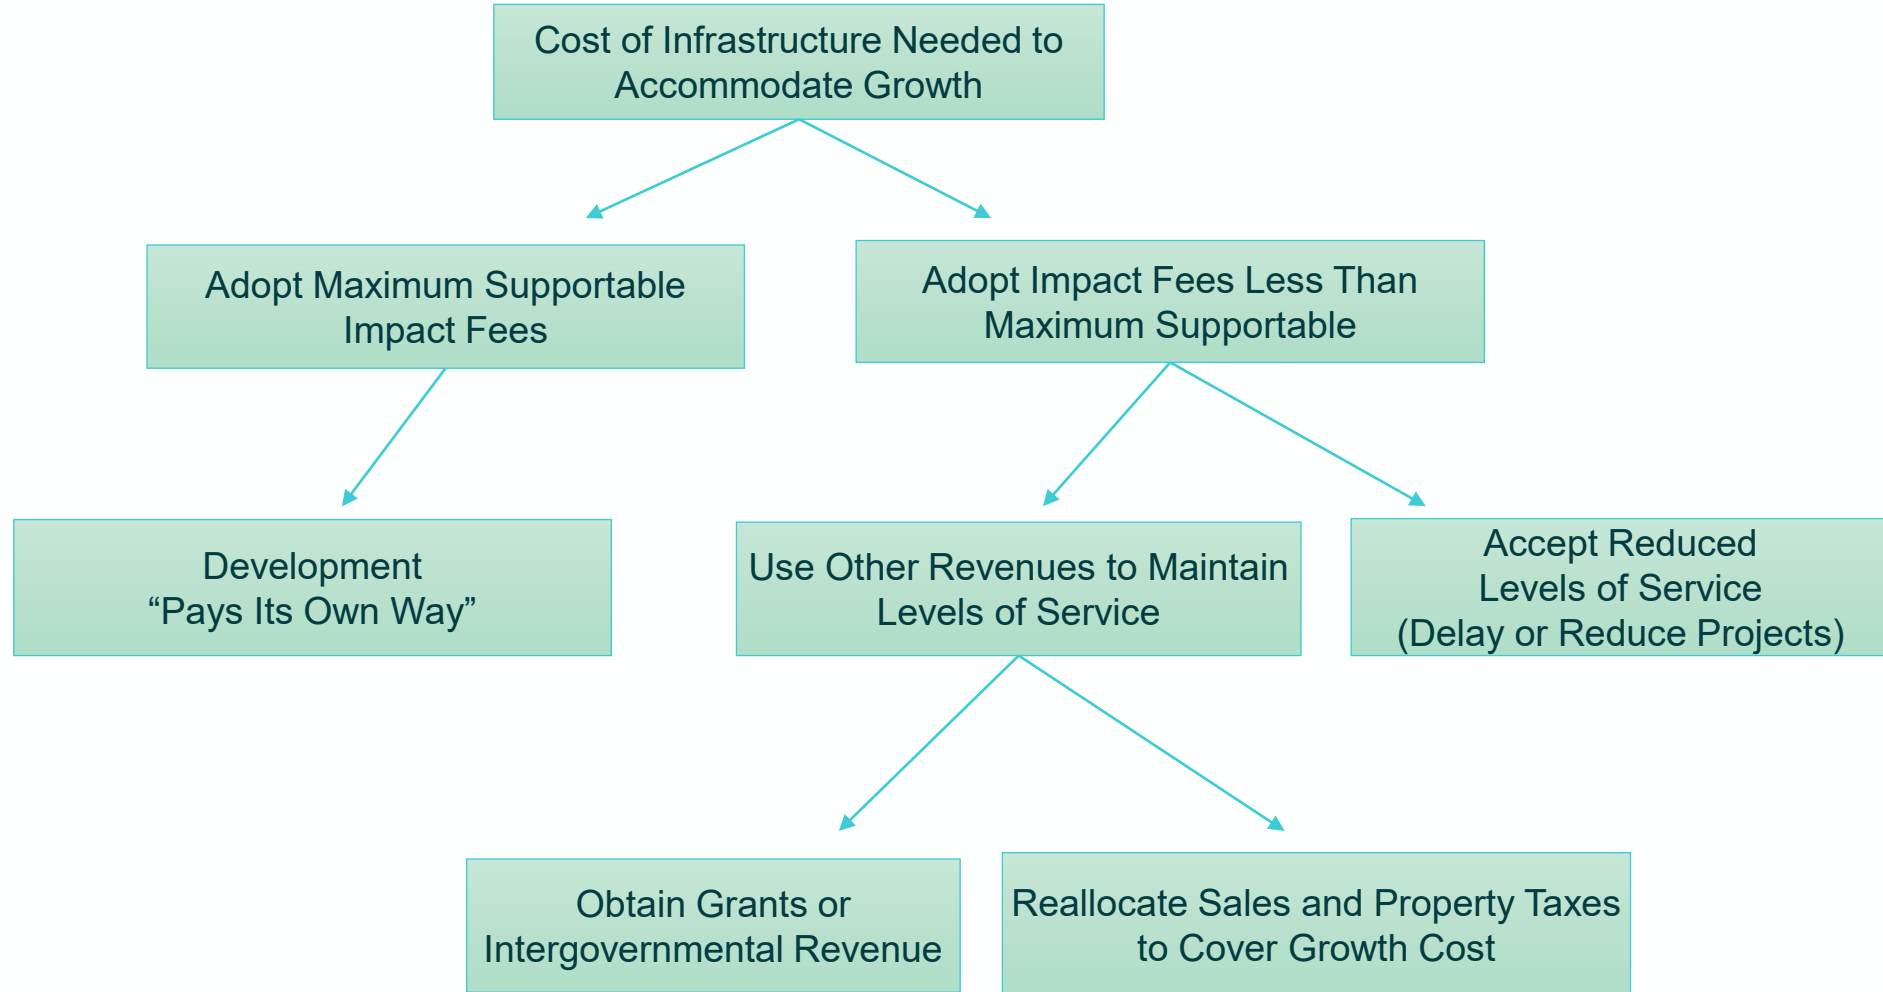 Cost of Infrastructure Needed to
Accommodate Growth
Adopt Maximum Supportable
Impact Fees
Adopt Impact Fees Less Than
Maximum Supportable
Development
“Pays Its Own Way”
Use Other Revenues to Maintain
Levels of Service
Accept Reduced
Levels of Service
(Delay or Reduce Projects)
Obtain Grants or
Intergovernmental Revenue
Reallocate Sales and Property Taxes
to Cover Growth Cost